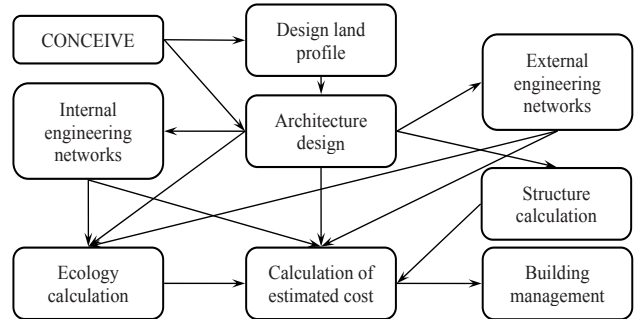 CONCEIVE
Design land
profile
External
engineering
networks
Internal
engineering
networks
Architecture
design
Structure
calculation
Ecology
calculation
Calculation of
estimated cost
Building
management